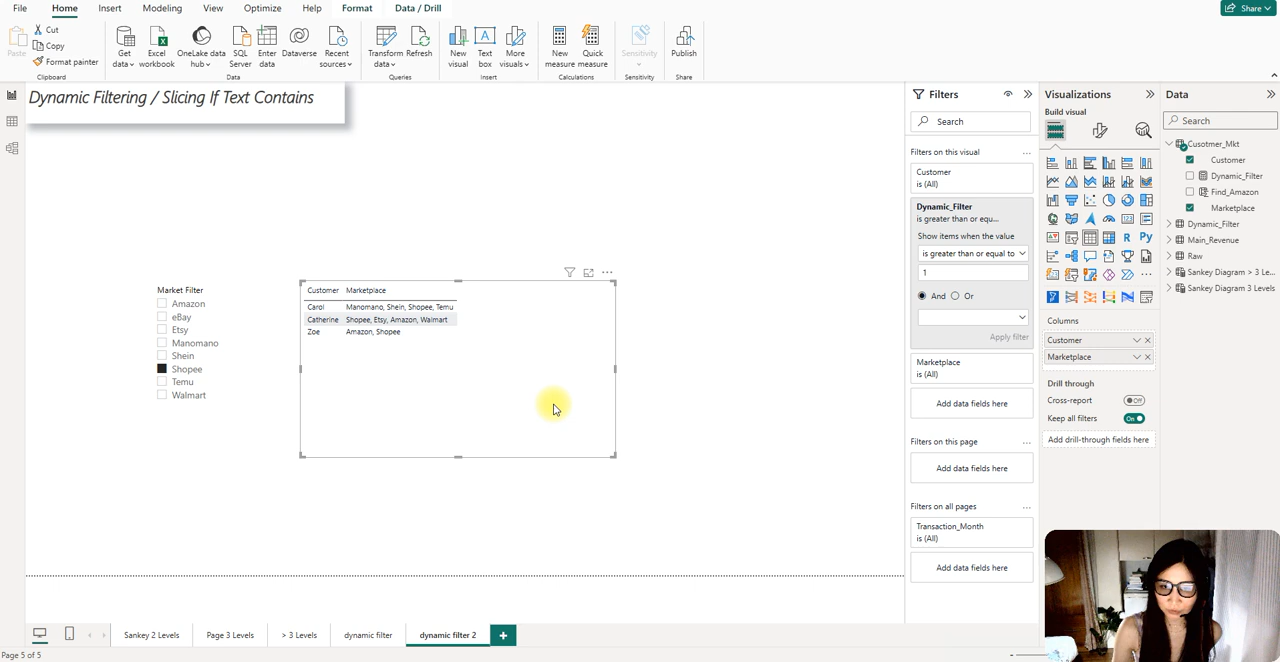 File Home Insert Modeling View Optimize Help Format Data / Drill
Share
Paste
Cut
Copy
Format painter
Get data
Excel workbook
OneLake data hub
SQL Server
Enter data
Dataverse
Recent sources
Transform data
Refresh
New visual
Text box
More visuals
New measure
Quick measure
Sensitivity
Publish
Clipboard Data Queries Insert Calculations Sensitivity Share
Dynamic Filtering / Slicing If Text Contains
Market Filter
Amazon
eBay
Etsy
Manomano
Shein
Shopee
Temu
Walmart
Customer Marketplace
Carol Manomano, Shein, Shopee, Temu
Catherine Shopee, Etsy, Amazon, Walmart
Zoe Amazon, Shopee
Filters
Search
Filters on this visual ...
Customer
is (All)
Dynamic_Filter
is greater than or equ...
Show items when the value
is greater than or equal to
1
And Or
Apply filter
Marketplace
is (All)
Add data fields here
Filters on this page ...
Add data fields here
Filters on all pages ...
Transaction_Month
is (All)
Add data fields here
Visualizations
Build visual
R Py
123
Columns
Customer
Marketplace
Drill through
Cross-report Off
Keep all filters On
Add drill-through fields here
Data
Search
Cusotmer_Mkt
Customer
Dynamic_Filter
Find_Amazon
Marketplace
Dynamic_Filter
Main_Revenue
Raw
Sankey Diagram > 3 Le...
Sankey Diagram 3 Levels
Sankey 2 Levels Page 3 Levels > 3 Levels dynamic filter dynamic filter 2 +
Page 5 of 5